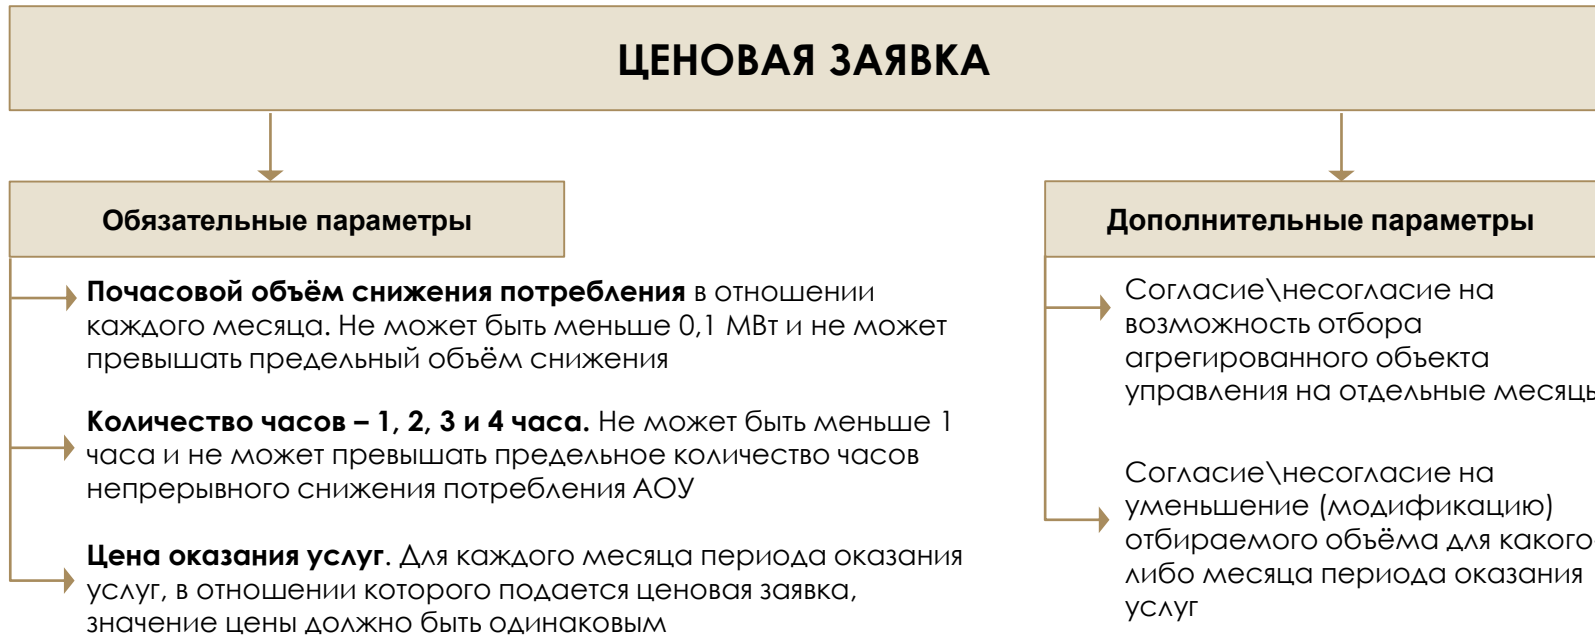 ЦЕНОВАЯ ЗАЯВКА
Обязательные параметры
Почасовой объём снижения потребления в отношении
каждого месяца. Не может быть меньше 0,1 МВт и не может
превышать предельный объём снижения
Количество часов – 1, 2, 3 и 4 часа. Не может быть меньше 1
часа и не может превышать предельное количество часов
непрерывного снижения потребления АОУ
Цена оказания услуг. Для каждого месяца периода оказания
услуг, в отношении которого подается ценовая заявка,
значение цены должно быть одинаковым
Дополнительные параметры
Согласие\несогласие на
возможность отбора
агрегированного объекта
управления на отдельные месяцы
Согласие\несогласие на
уменьшение (модификацию)
отбираемого объёма для какого-
либо месяца периода оказания
услуг